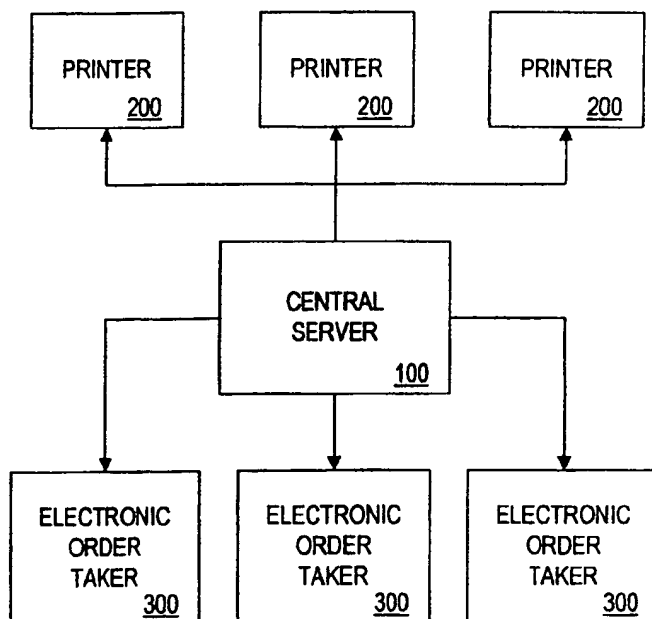 PRINTER
200
PRINTER
200
PRINTER
200
CENTRAL
SERVER
100
ELECTRONIC
ORDER
TAKER
300
ELECTRONIC
ORDER
TAKER
300
ELECTRONIC
ORDER
TAKER
300